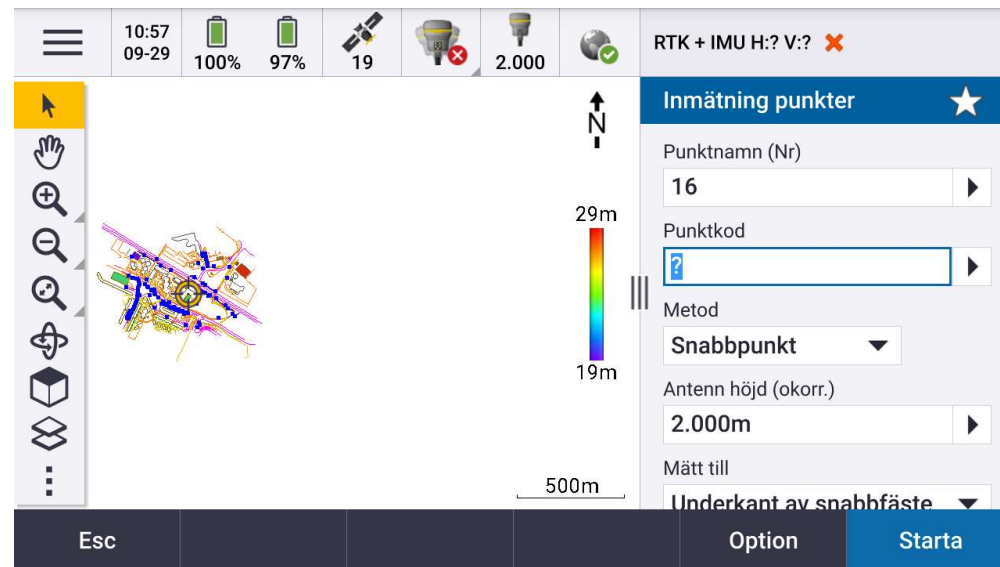 10:57
09-29
100%
97%
19
2.000
RTK + IMU H:? V:?
Inmätning punkter
N
Punktnamn (Nr)
16
Punktkod
?
29m
19m
Metod
Snabbpunkt
Antenn höjd (okorr.)
2.000m
Mätt till
Underkant av snabbfäste
500m
Esc
Option
Starta